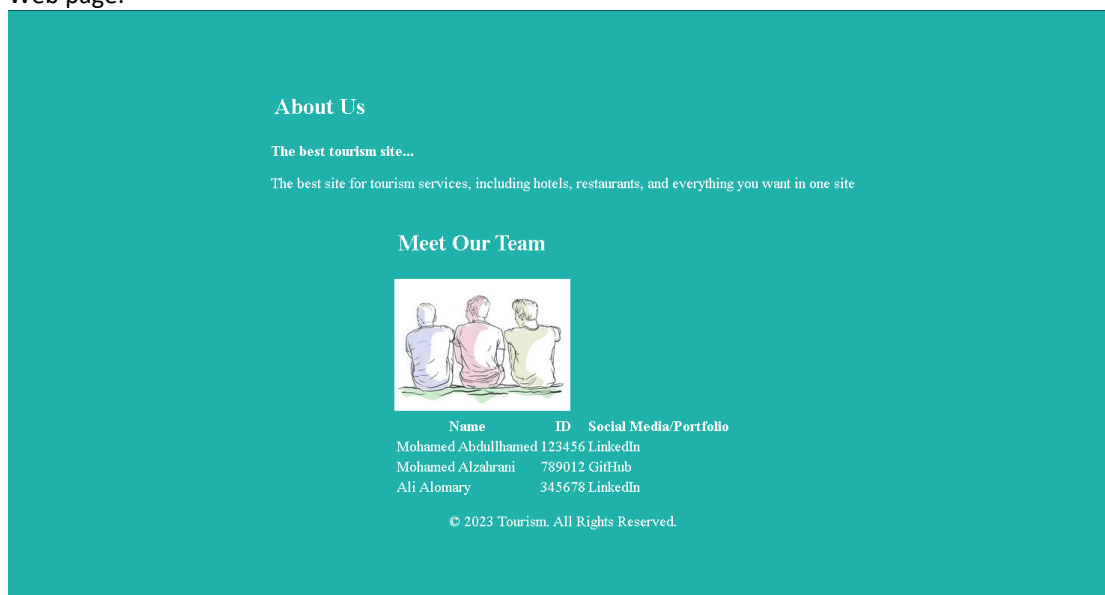 Web page:
About Us
The best tourism site...
The best site for tourism services, including hotels, restaurants, and everything you want in one site
Meet Our Team
Name ID Social Media/Portfolio
Mohamed Abdullhamed 123456 LinkedIn
Mohamed Alzahrani 789012 GitHub
Ali Alomary 345678 LinkedIn
© 2023 Tourism. All Rights Reserved.